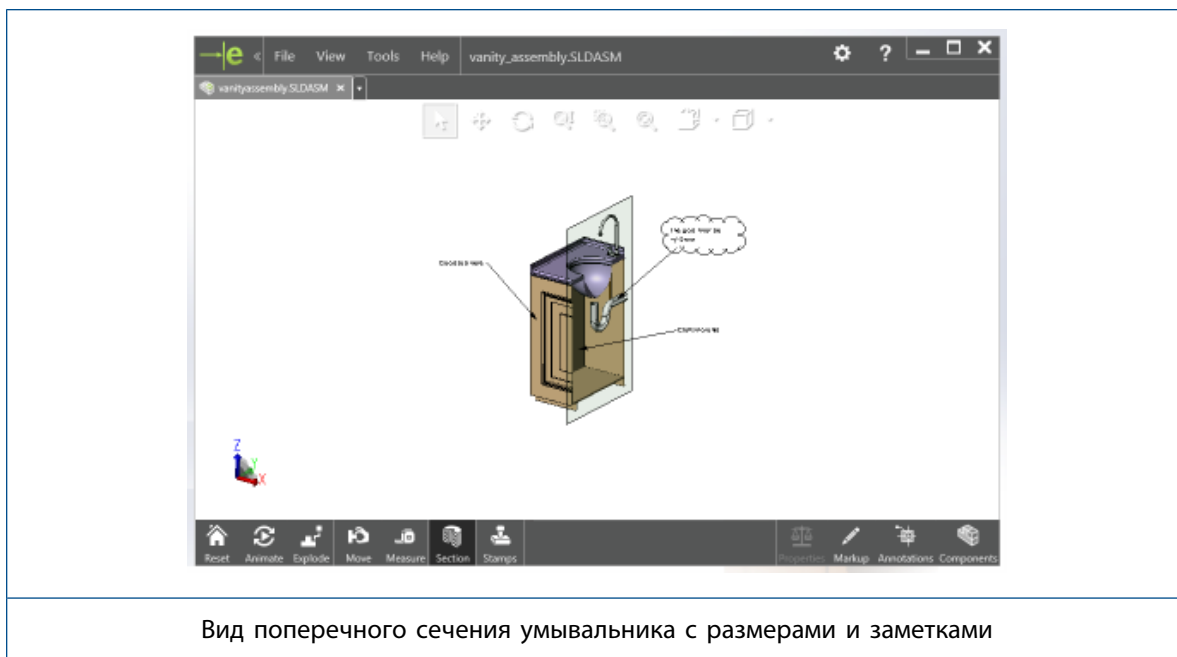 e « File View Tools Help vanity_assembly.SLDASM ?
vanityassembly.SLDASM
Z
Y
X
Reset Animate Explode Move Measure Section Stamps Properties Markup Annotations Components
Вид поперечного сечения умывальника с размерами и заметками